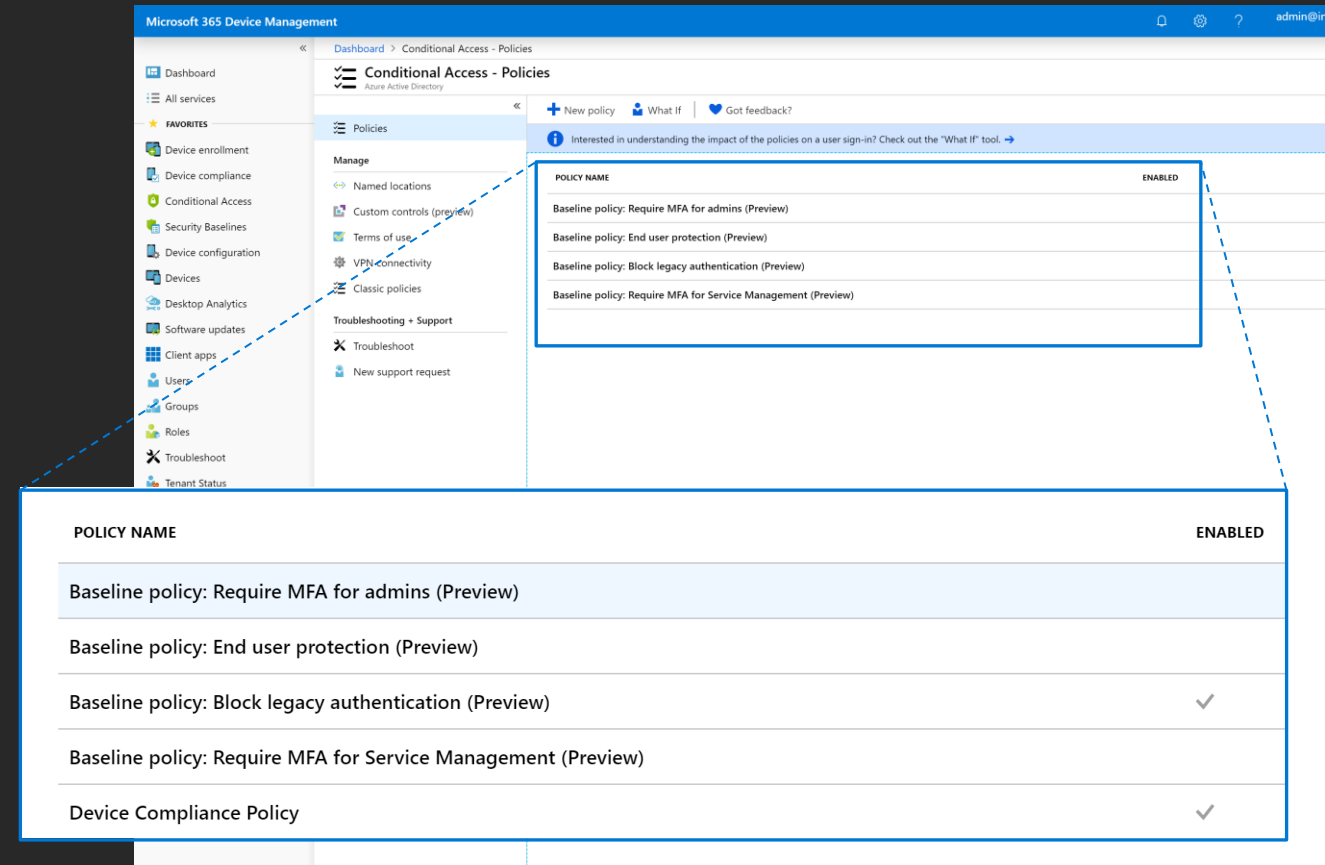 Microsoft 365 Device Management
?
admin@in
«
Dashboard
All services
FAVORITES
Device enrollment
Device compliance
Conditional Access
Security Baselines
Device configuration
Devices
Desktop Analytics
Software updates
Client apps
Users
Groups
Roles
Troubleshoot
Tenant Status
Dashboard > Conditional Access - Policies
Conditional Access - Policies
Azure Active Directory
«
Policies
Manage
Named locations
Custom controls (preview)
Terms of use
VPN connectivity
Classic policies
Troubleshooting + Support
Troubleshoot
New support request
New policy What If Got feedback?
Interested in understanding the impact of the policies on a user sign-in? Check out the "What If" tool. →
POLICY NAME ENABLED
Baseline policy: Require MFA for admins (Preview)
Baseline policy: End user protection (Preview)
Baseline policy: Block legacy authentication (Preview)
Baseline policy: Require MFA for Service Management (Preview)
POLICY NAME ENABLED
Baseline policy: Require MFA for admins (Preview)
Baseline policy: End user protection (Preview)
Baseline policy: Block legacy authentication (Preview)
Baseline policy: Require MFA for Service Management (Preview)
Device Compliance Policy